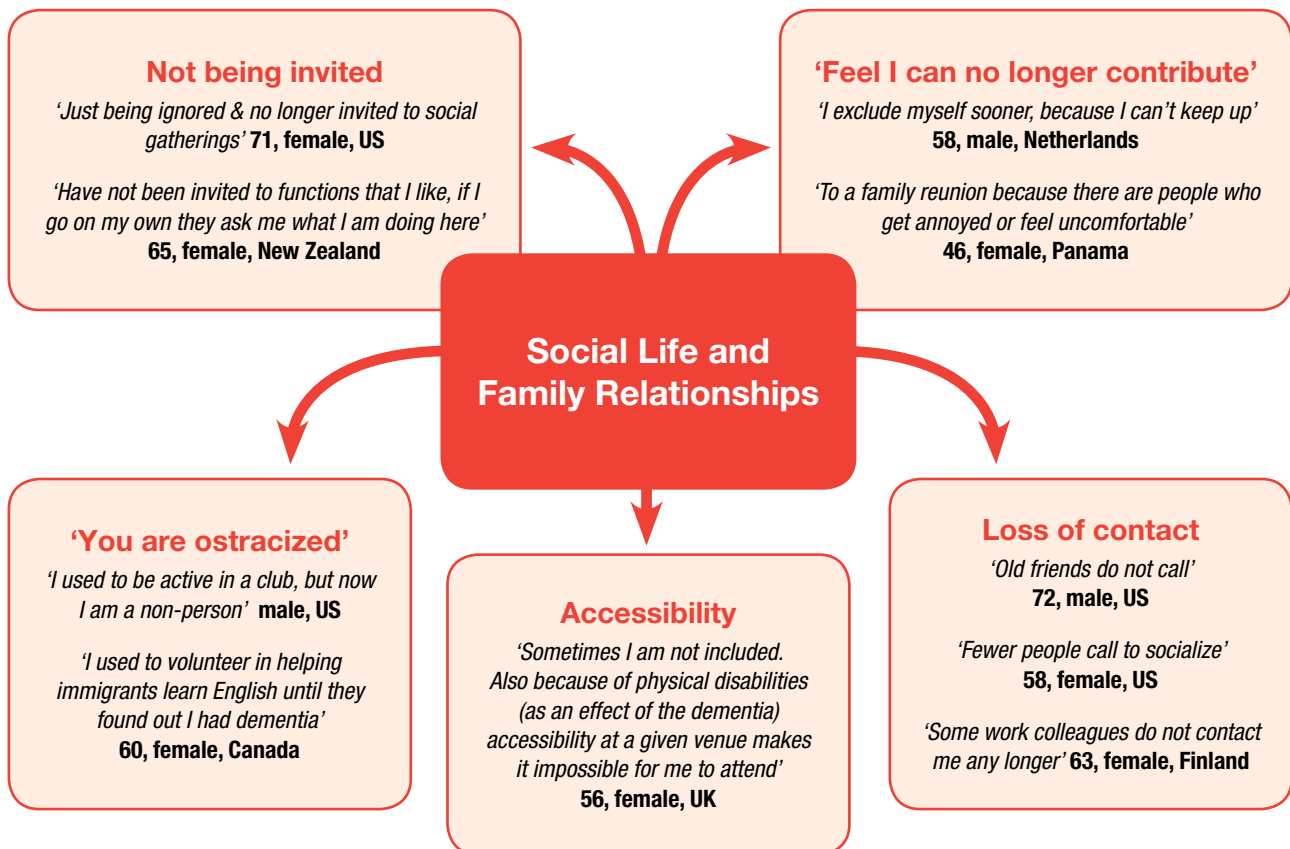 Not being invited
‘Just being ignored & no longer invited to social
gatherings’ 71, female, US
‘Have not been invited to functions that I like, if I
go on my own they ask me what I am doing here’
65, female, New Zealand
‘Feel I can no longer contribute’
‘I exclude myself sooner, because I can’t keep up’
58, male, Netherlands
‘To a family reunion because there are people who
get annoyed or feel uncomfortable’
46, female, Panama
Social Life and
Family Relationships
‘You are ostracized’
‘I used to be active in a club, but now
I am a non-person’ male, US
‘I used to volunteer in helping
immigrants learn English until they
found out I had dementia’
60, female, Canada
Accessibility
‘Sometimes I am not included.
Also because of physical disabilities
(as an effect of the dementia)
accessibility at a given venue makes
it impossible for me to attend’
56, female, UK
Loss of contact
‘Old friends do not call’
72, male, US
‘Fewer people call to socialize’
58, female, US
‘Some work colleagues do not contact
me any longer’ 63, female, Finland